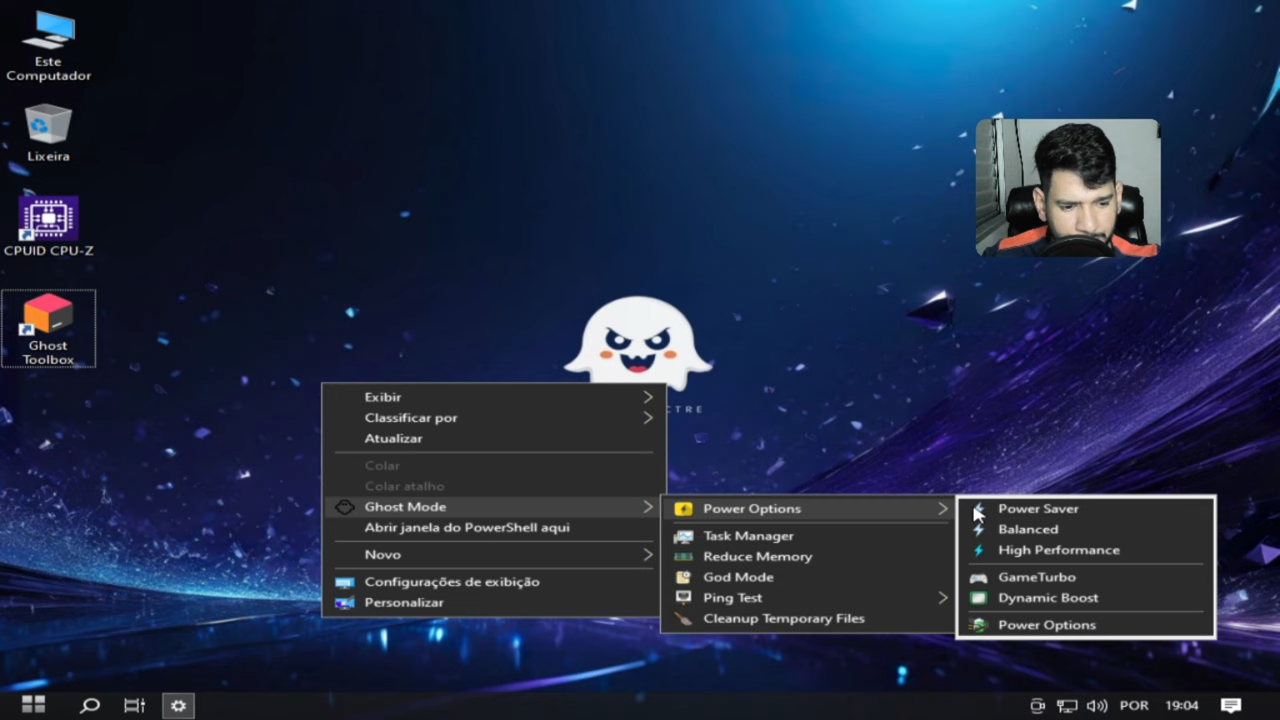 Este
Computador
Lixeira
CPUID CPU-Z
Ghost
Toolbox
CTRE
Exibir
Classificar por
Atualizar
Colar
Colar atalho
Ghost Mode
Abrir janela do PowerShell aqui
Novo
Configurações de exibição
Personalizar
Power Options
Task Manager
Reduce Memory
God Mode
Ping Test
Cleanup Temporary Files
Power Saver
Balanced
High Performance
GameTurbo
Dynamic Boost
Power Options
POR
19:04